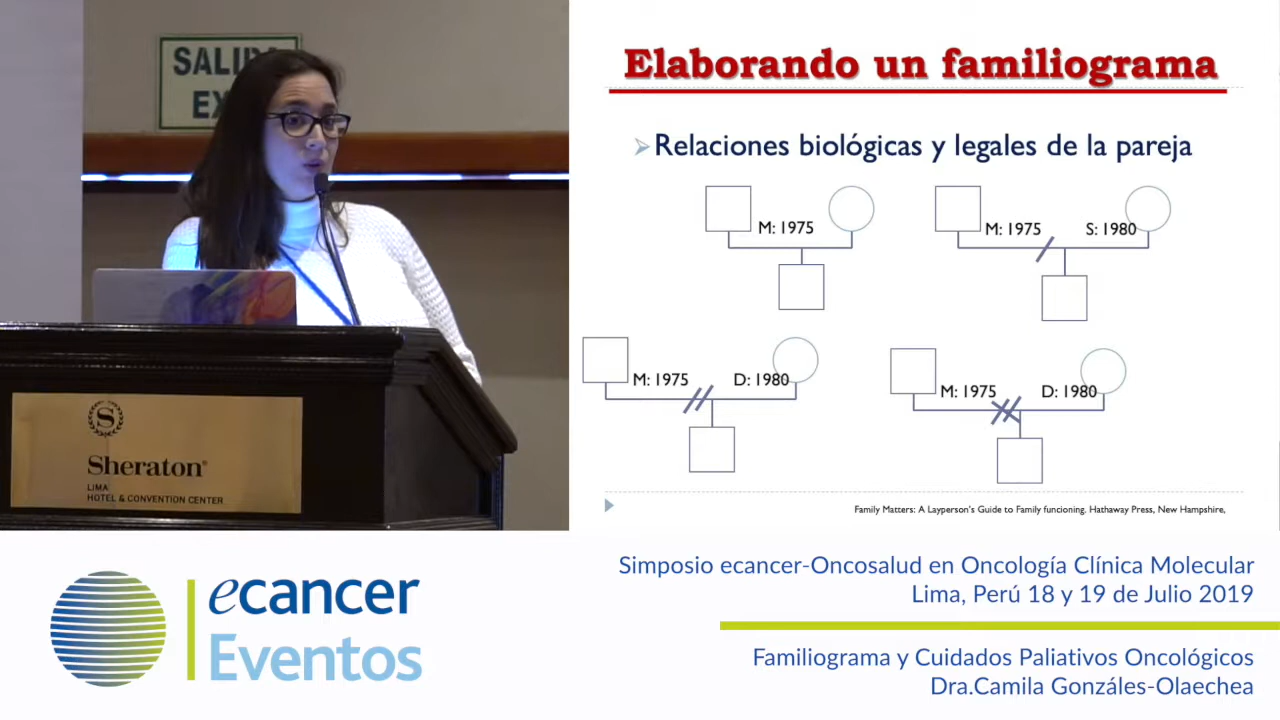 SALIDA
EX
S
Sheraton®
LIMA
HOTEL & CONVENTION CENTER
Elaborando un familiograma
Relaciones biológicas y legales de la pareja
M: 1975
M: 1975 S: 1980
M: 1975 D: 1980
M: 1975 D: 1980
Family Matters: A Layperson's Guide to Family funcioning. Hathaway Press, New Hampshire,
ecancer
Eventos
Simposio ecancer-Oncosalud en Oncología Clínica Molecular
Lima, Perú 18 y 19 de Julio 2019
Familiograma y Cuidados Paliativos Oncológicos
Dra.Camila Gonzáles-Olaechea